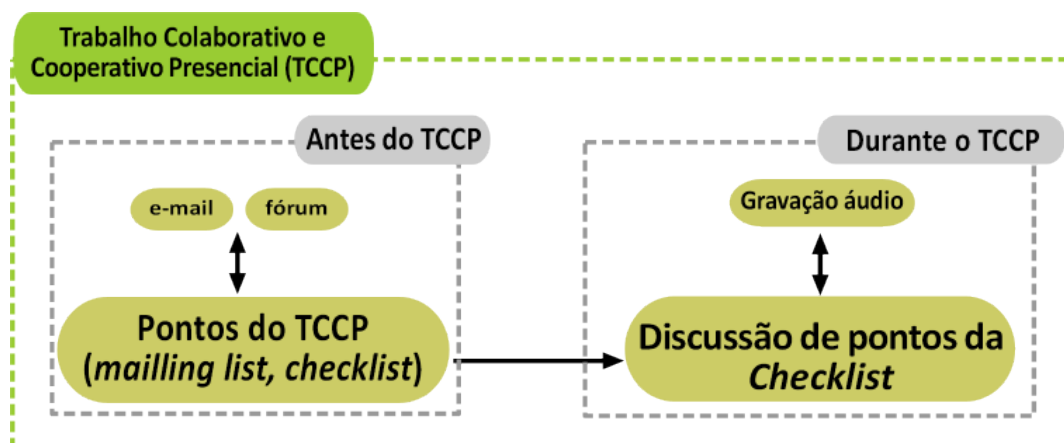 Trabalho Colaborativo e
Cooperativo Presencial (TCCP)
Antes do TCCP
e-mail
fórum
Pontos do TCCP
(mailling list, checklist)
Durante o TCCP
Gravação áudio
Discussão de pontos da
Checklist